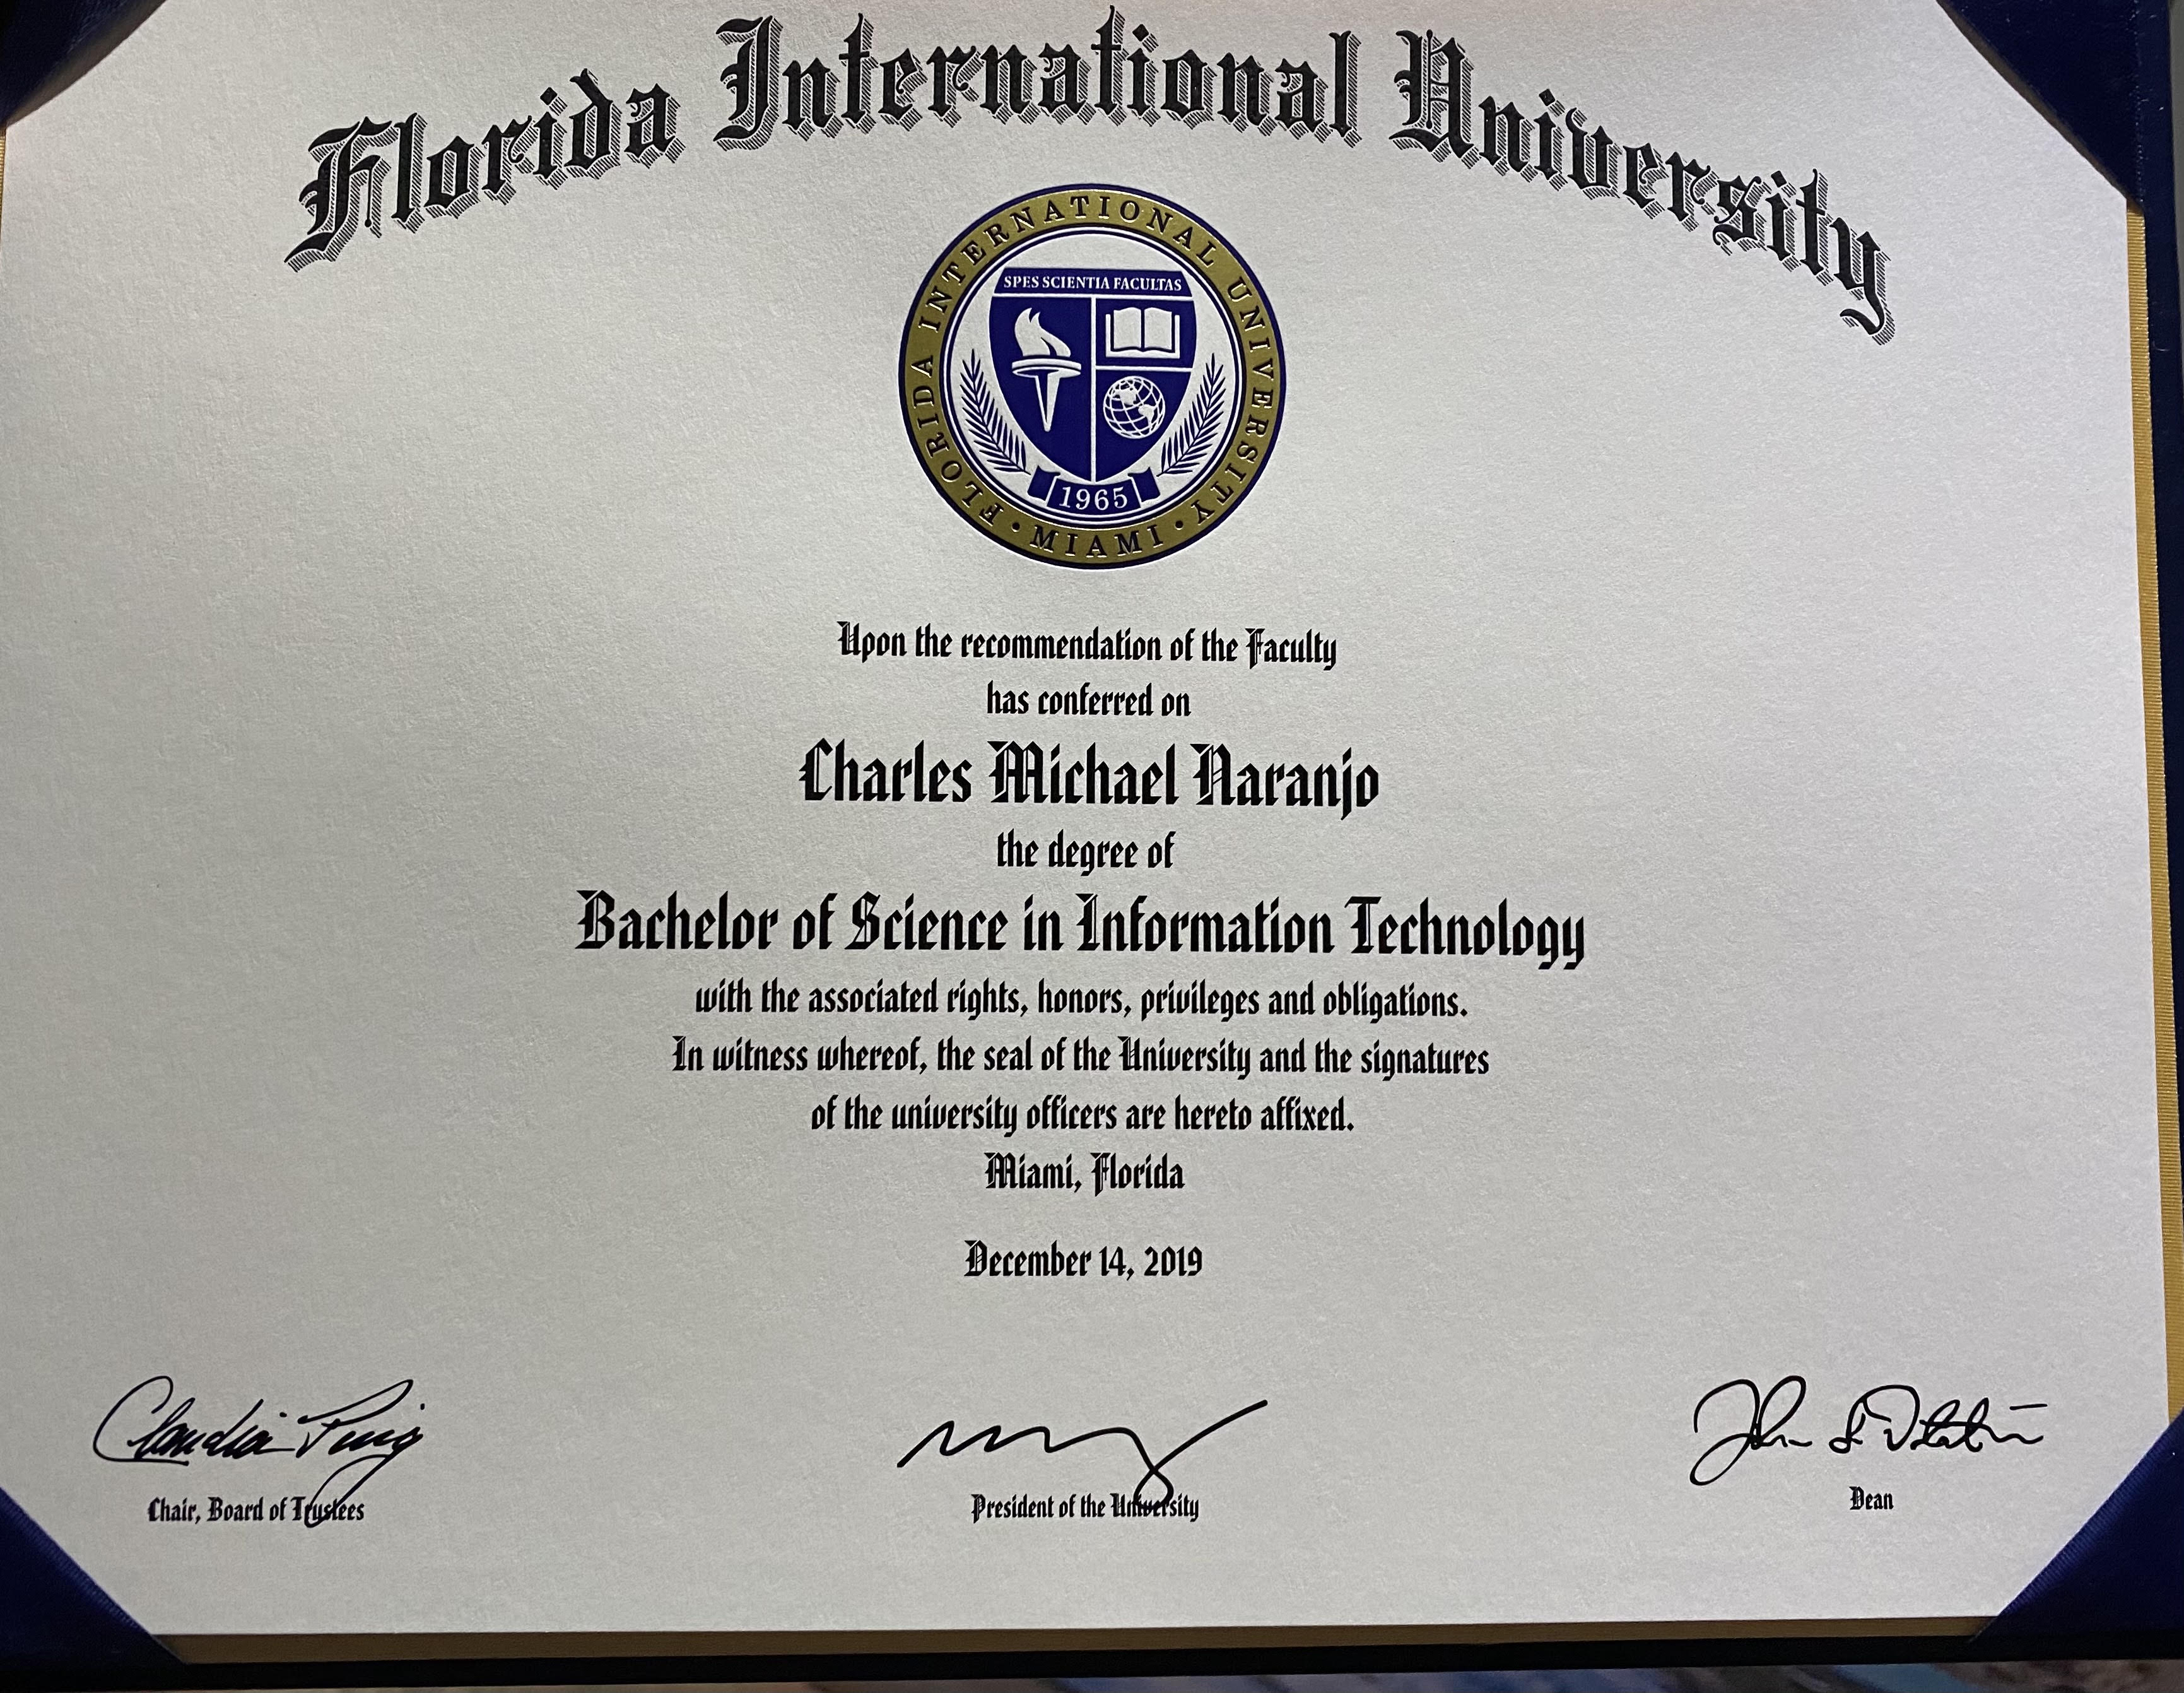 Florida International University
FLORIDA INTERNATIONAL UNIVERSITY
SPES SCIENTIA FACULTAS
1965
· MIAMI ·
Upon the recommendation of the Faculty
has conferred on
Charles Michael Naranjo
the degree of
Bachelor of Science in Information Technology
with the associated rights, honors, privileges and obligations.
In witness whereof, the seal of the University and the signatures
of the university officers are hereto affixed.
Miami, Florida
December 14, 2019
Claudia Puig
Chair, Board of Trustees
President of the University
Dean